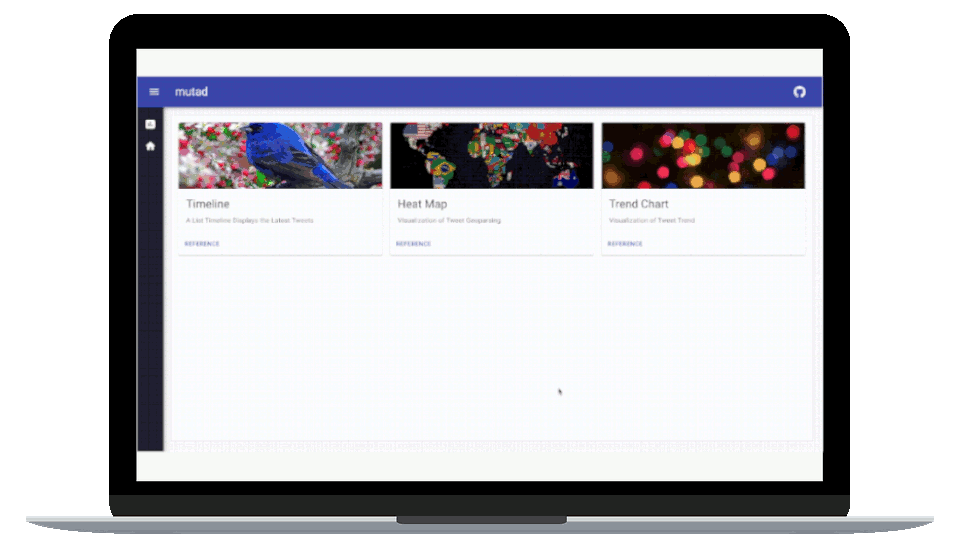 mutad
Timeline
A List Timeline Displays the Latest Tweets
REFERENCE
Heat Map
Visualization of Tweet Geoparsing
REFERENCE
Trend Chart
Visualization of Tweet Trend
REFERENCE